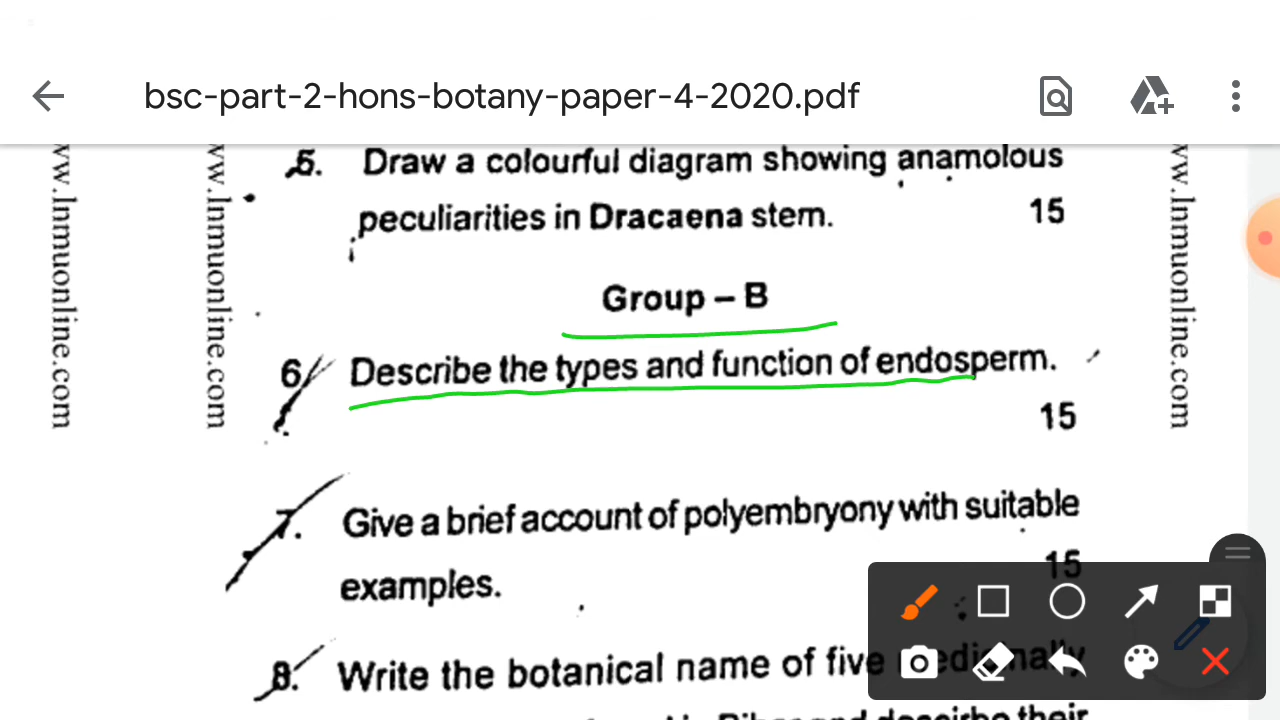 bsc-part-2-hons-botany-paper-4-2020.pdf
5. Draw a colourful diagram showing anamolous
peculiarities in Dracaena stem. 15
Group – B
6. Describe the types and function of endosperm.
15
7. Give a brief account of polyembryony with suitable
15
examples.
8. Write the botanical name of five
their
www.lnmuonline.com
www.lnmuonline.com
www.lnmuonline.com